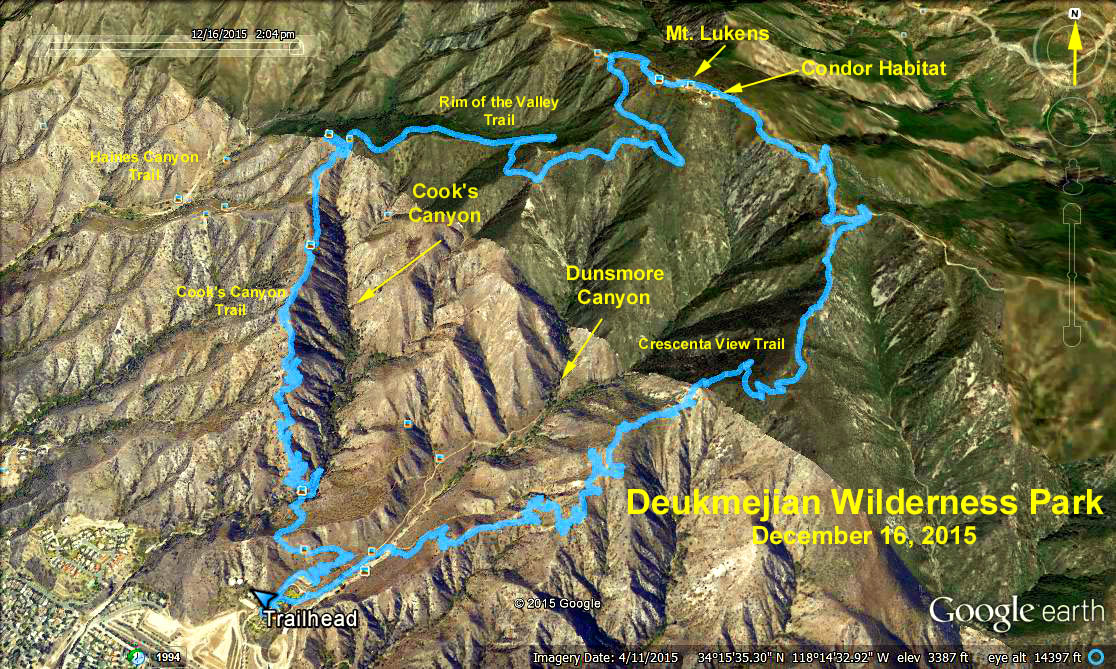 12/16/2015 2:04 pm
N
Mt. Lukens
Condor Habitat
Rim of the Valley
Trail
Haines Canyon
Trail
Cook's
Canyon
Dunsmore
Canyon
Cook's Canyon
Trail
Crescenta View Trail
Deukmejian Wilderness Park
December 16, 2015
© 2015 Google
Google earth
Trailhead
1994
Imagery Date: 4/11/2015 34°15'35.30" N 118°14'32.92" W elev 3387 ft eye alt 14397 ft